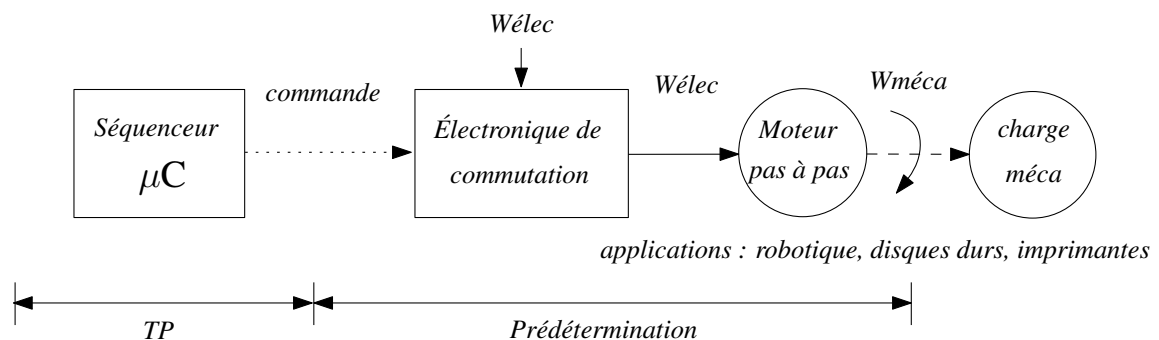 Wélec
commande
Wélec
Wméca
Séquenceur
μC
Électronique de
commutation
Moteur
pas à pas
charge
méca
applications : robotique, disques durs, imprimantes
TP
Prédétermination